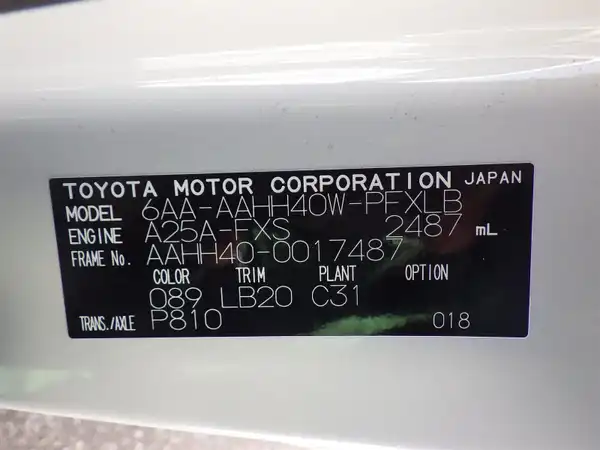 TOYOTA MOTOR CORPORATION JAPAN
MODEL 6AA-AAHH40W-PFXLB
ENGINE A25A-FXS 2487 mL
FRAME No. AAHH40-0017487
COLOR TRIM PLANT OPTION
089 LB20 C31
TRANS./AXLE P810 018